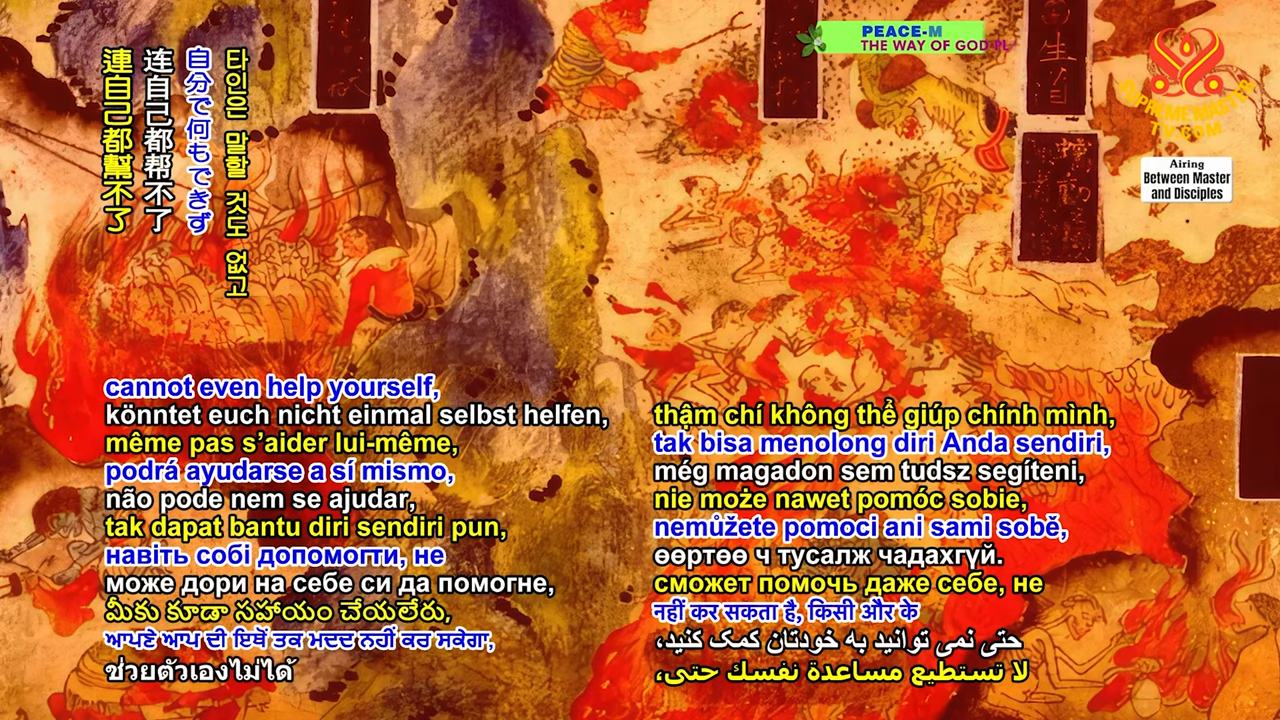 PEACE-M
THE WAY OF GOD-PL
SUPREME MASTER
TV.COM
Airing
Between Master
and Disciples
타인은 말할 것도 없고
自分で何もできず
连自己都帮不了
連自己都幫不了
cannot even help yourself,
könntet euch nicht einmal selbst helfen,
même pas s’aider lui-même,
podrá ayudarse a sí mismo,
não pode nem se ajudar,
tak dapat bantu diri sendiri pun,
навіть собі допомогти, не
може дори на себе си да помогне,
మీకు కూడా సహాయం చేయలేరు,
ਆਪਣੇ ਆਪ ਦੀ ਇਥੋਂ ਤਕ ਮਦਦ ਨਹੀਂ ਕਰ ਸਕੇਗਾ,
ช่วยตัวเองไม่ได้
thậm chí không thể giúp chính mình,
tak bisa menolong diri Anda sendiri,
még magadon sem tudsz segíteni,
nie może nawet pomóc sobie,
nemůžete pomoci ani sami sobě,
өөртөө ч тусалж чадахгүй.
сможет помочь даже себе, не
नहीं कर सकता है, किसी और के
حتی نمی توانید به خودتان کمک کنید،
لا تستطيع مساعدة نفسك حتى،